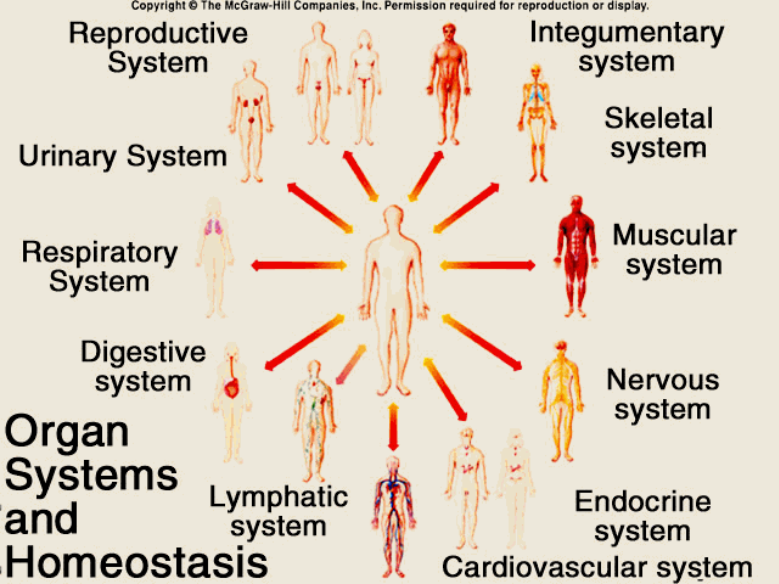 Copyright © The McGraw-Hill Companies, Inc. Permission required for reproduction or display.
Reproductive
System
Integumentary
system
Skeletal
system
Urinary System
Muscular
system
Respiratory
System
Digestive
system
Nervous
system
Organ
Systems
and
Homeostasis
Lymphatic
system
Endocrine
system
Cardiovascular system